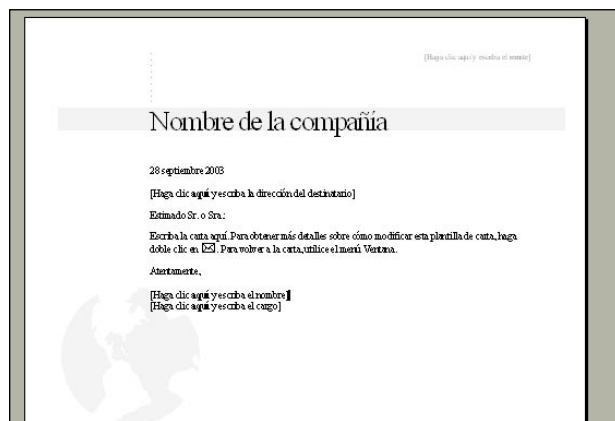 [Haga clic aquí y escriba el remite]
Nombre de la compañía
28 septiembre 2003
[Haga clic aquí y escriba la dirección del destinatario]
Estimado Sr. o Sra.:
Escriba la carta aquí. Para obtener más detalles sobre cómo modificar esta plantilla de carta, haga
doble clic en . Para volver a la carta, utilice el menú Ventana.
Atentamente,
[Haga clic aquí y escriba el nombre]
[Haga clic aquí y escriba el cargo]